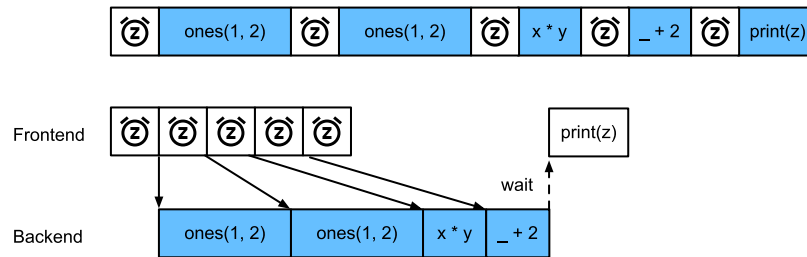 z ones(1, 2) z ones(1, 2) z x * y z _ + 2 z print(z)
Frontend z z z z z print(z)
wait
Backend ones(1, 2) ones(1, 2) x * y _ + 2